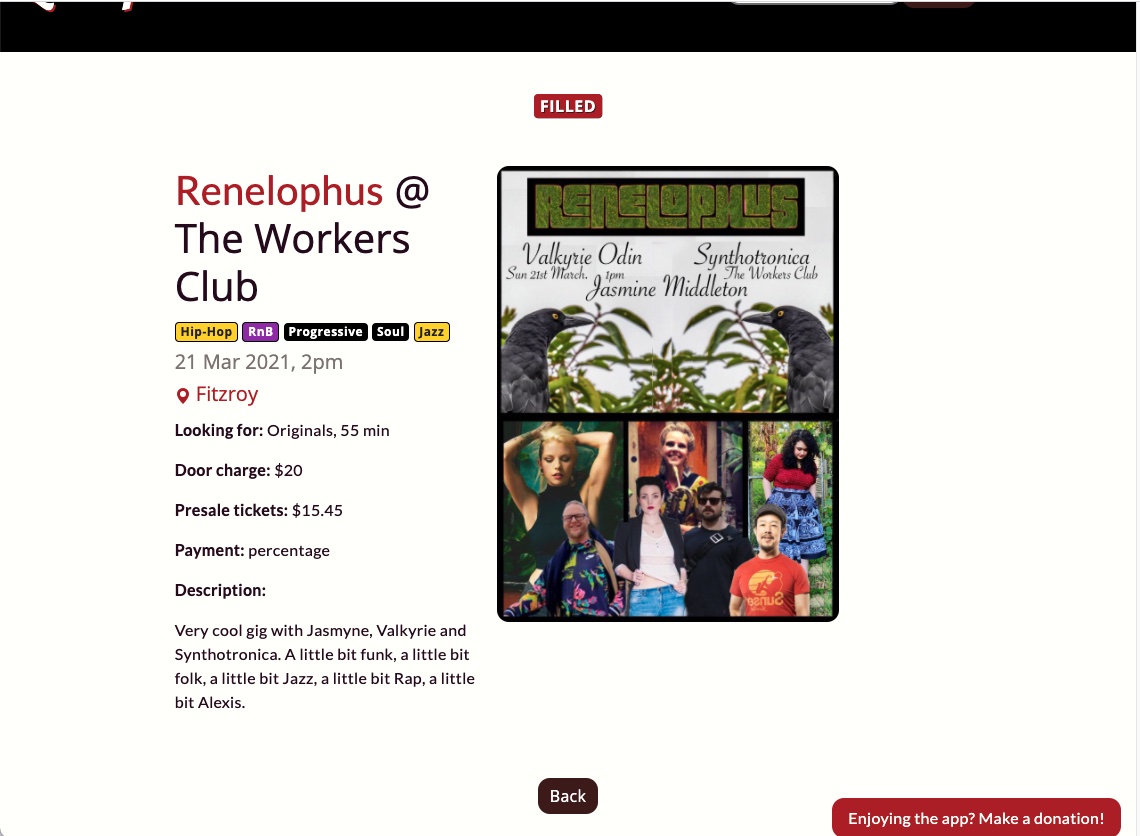 FILLED
Renelophus @
The Workers
Club
Hip-Hop RnB Progressive Soul Jazz
21 Mar 2021, 2pm
Fitzroy
Looking for: Originals, 55 min
Door charge: $20
Presale tickets: $15.45
Payment: percentage
Description:
Very cool gig with Jasmyne, Valkyrie and
Synthotronica. A little bit funk, a little bit
folk, a little bit Jazz, a little bit Rap, a little
bit Alexis.
RENELOPHUS
Valkyrie Odin Synthotronica
Sun 21st March. 1pm The Workers Club
Jasmine Middleton
Back
Enjoying the app? Make a donation!